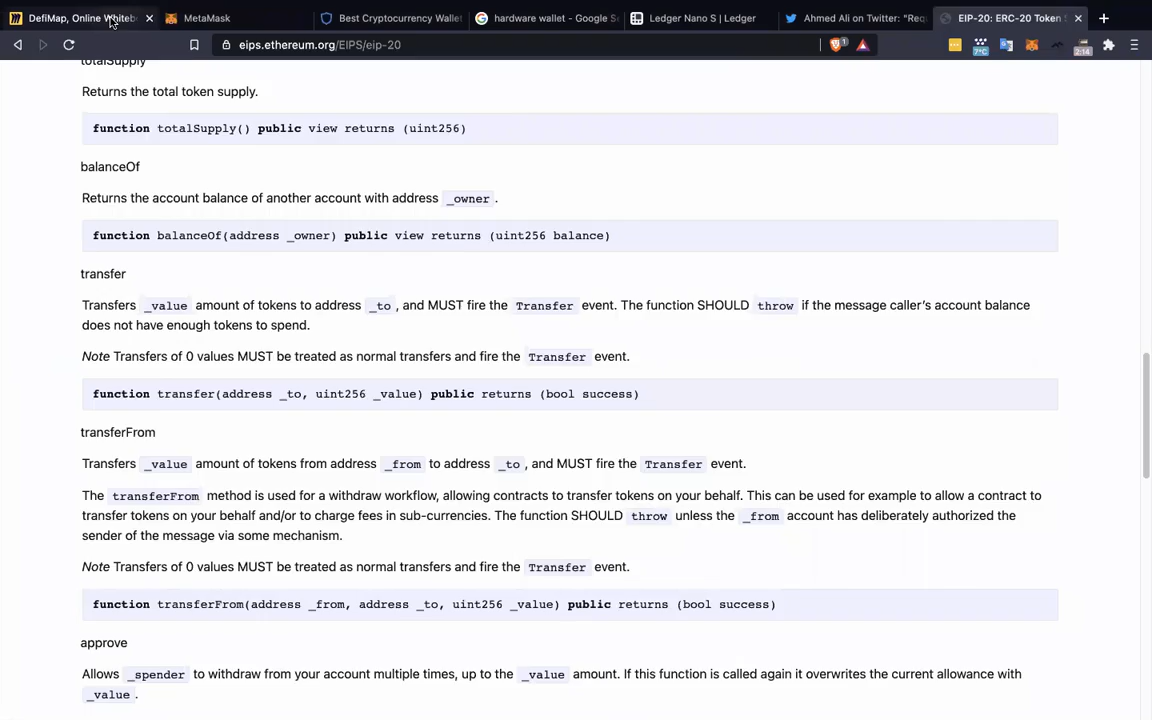 DefiMap, Online Whiteb
MetaMask
Best Cryptocurrency Wallet
hardware wallet - Google S
Ledger Nano S | Ledger
Ahmed Ali on Twitter: "Req
EIP-20: ERC-20 Token S
eips.ethereum.org/EIPS/eip-20
1
7°C
2:14
totalSupply
Returns the total token supply.
function totalSupply() public view returns (uint256)
balanceOf
Returns the account balance of another account with address _owner .
function balanceOf(address _owner) public view returns (uint256 balance)
transfer
Transfers _value amount of tokens to address _to , and MUST fire the Transfer event. The function SHOULD throw if the message caller's account balance
does not have enough tokens to spend.
Note Transfers of 0 values MUST be treated as normal transfers and fire the Transfer event.
function transfer(address _to, uint256 _value) public returns (bool success)
transferFrom
Transfers _value amount of tokens from address _from to address _to , and MUST fire the Transfer event.
The transferFrom method is used for a withdraw workflow, allowing contracts to transfer tokens on your behalf. This can be used for example to allow a contract to
transfer tokens on your behalf and/or to charge fees in sub-currencies. The function SHOULD throw unless the _from account has deliberately authorized the
sender of the message via some mechanism.
Note Transfers of 0 values MUST be treated as normal transfers and fire the Transfer event.
function transferFrom(address _from, address _to, uint256 _value) public returns (bool success)
approve
Allows _spender to withdraw from your account multiple times, up to the _value amount. If this function is called again it overwrites the current allowance with
_value .